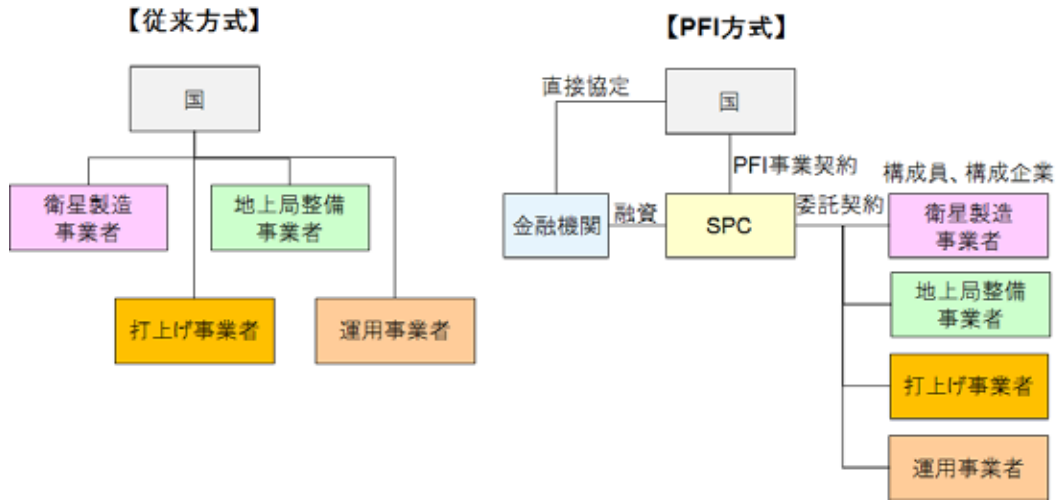 【従来方式】
国
衛星製造
事業者
地上局整備
事業者
打上げ事業者
運用事業者
【PFI方式】
直接協定
国
PFI事業契約
構成員、構成企業
金融機関
融資
SPC
委託契約
衛星製造
事業者
地上局整備
事業者
打上げ事業者
運用事業者